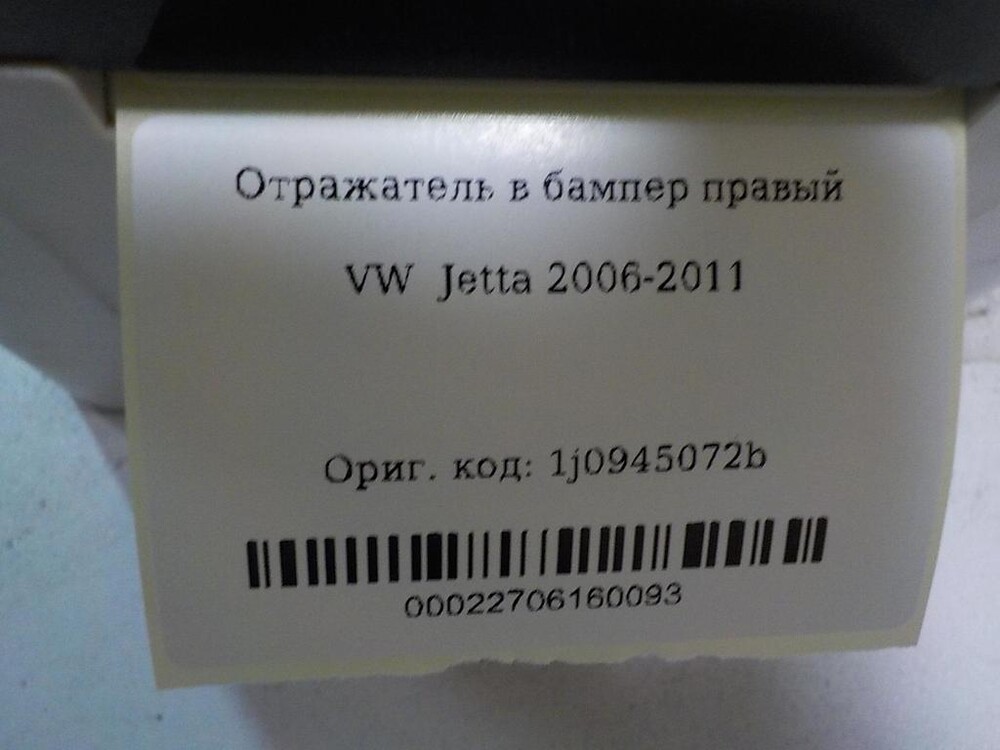 Отражатель в бампер правый
VW Jetta 2006-2011
Ориг. код: 1j0945072b
00022706160093